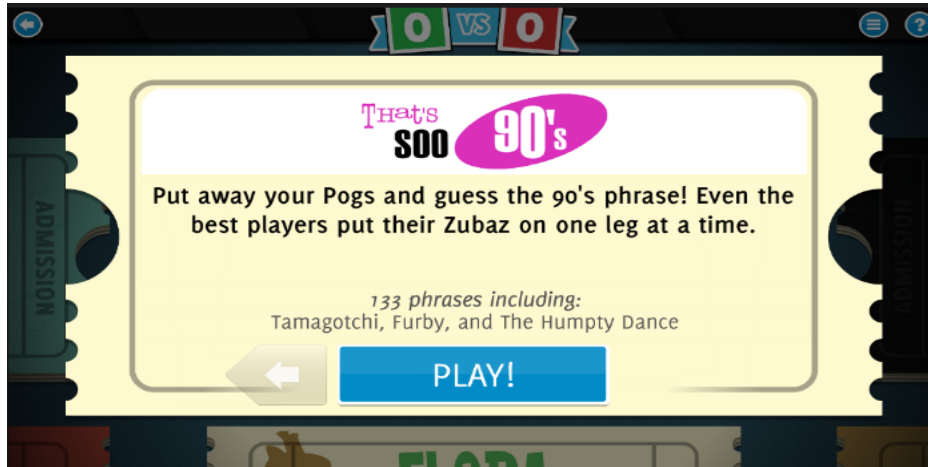 0 VS 0
?
THat's
SOO 90's
Put away your Pogs and guess the 90's phrase! Even the
best players put their Zubaz on one leg at a time.
ADMISSION
ADMISSION
133 phrases including:
Tamagotchi, Furby, and The Humpty Dance
PLAY!
FLORA